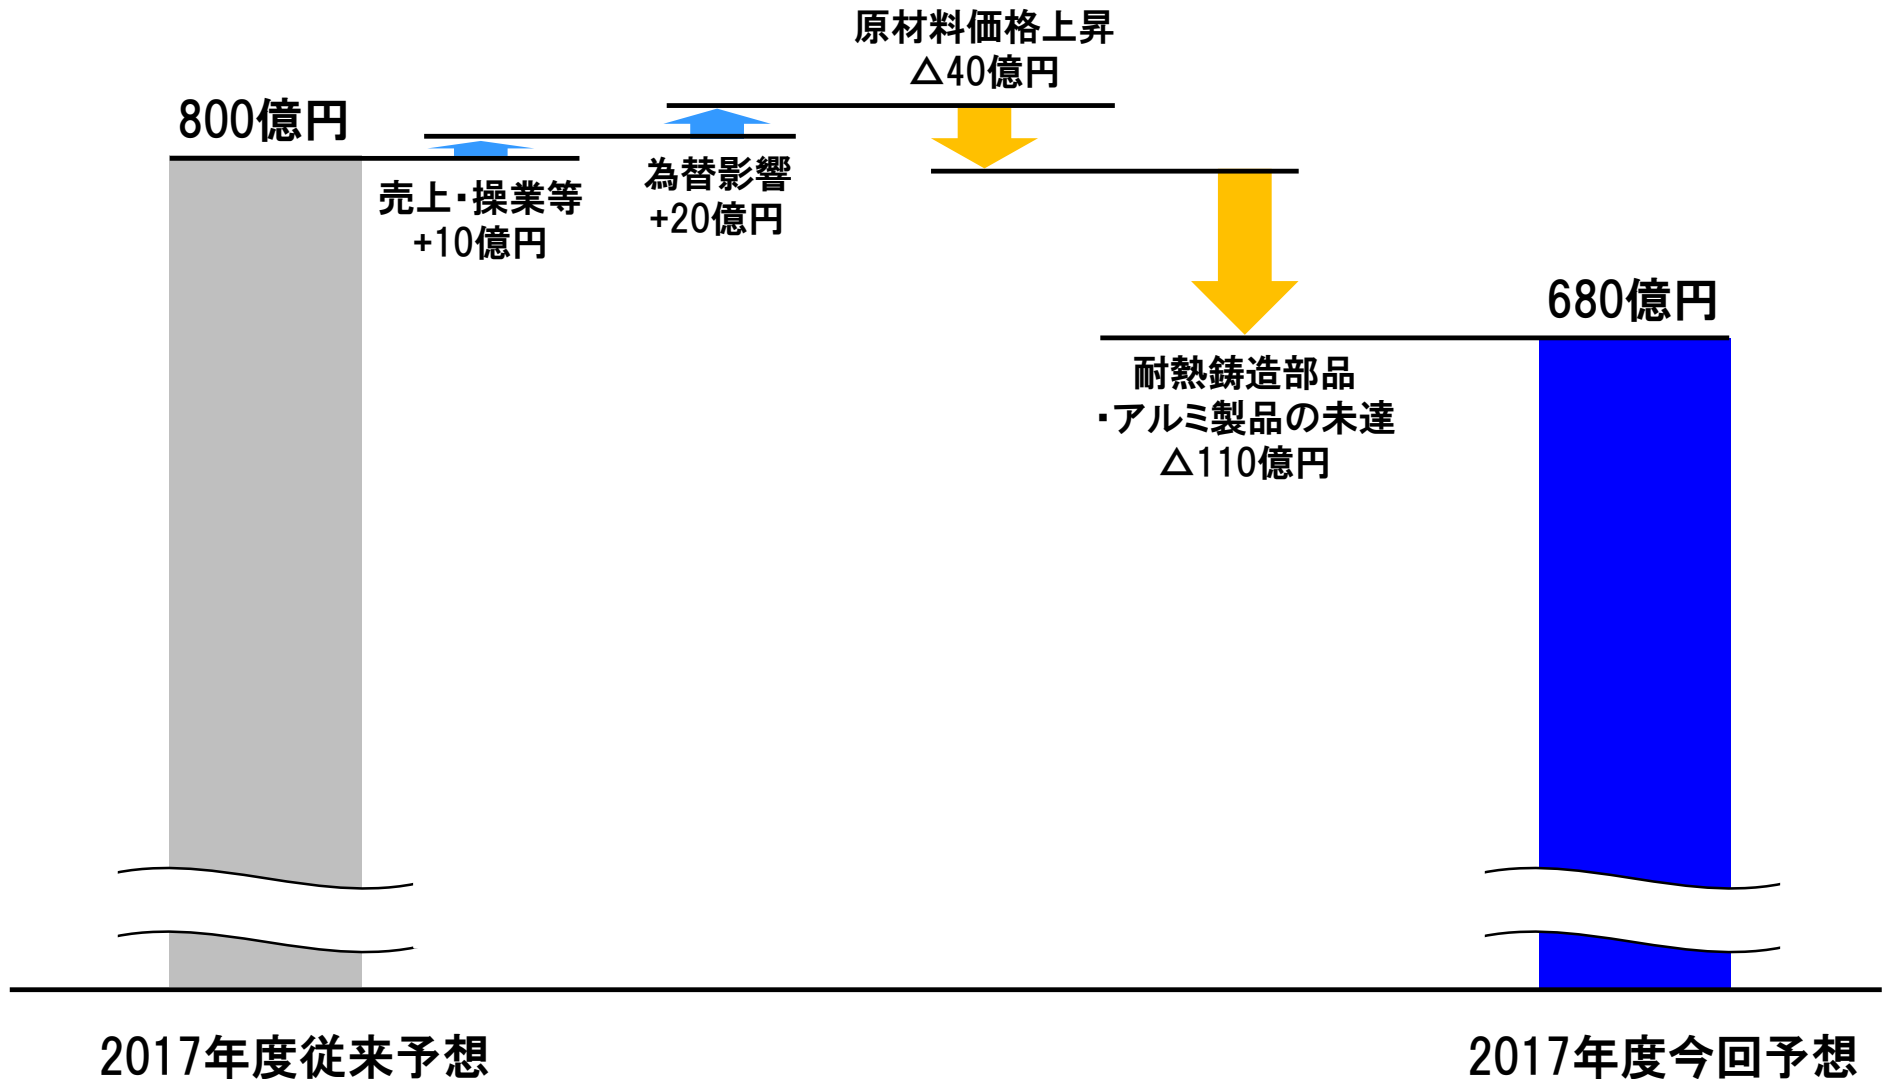 原材料価格上昇
△40億円
800億円
売上・操業等
+10億円
為替影響
+20億円
680億円
耐熱鋳造部品
・アルミ製品の未達
△110億円
2017年度従来予想
2017年度今回予想